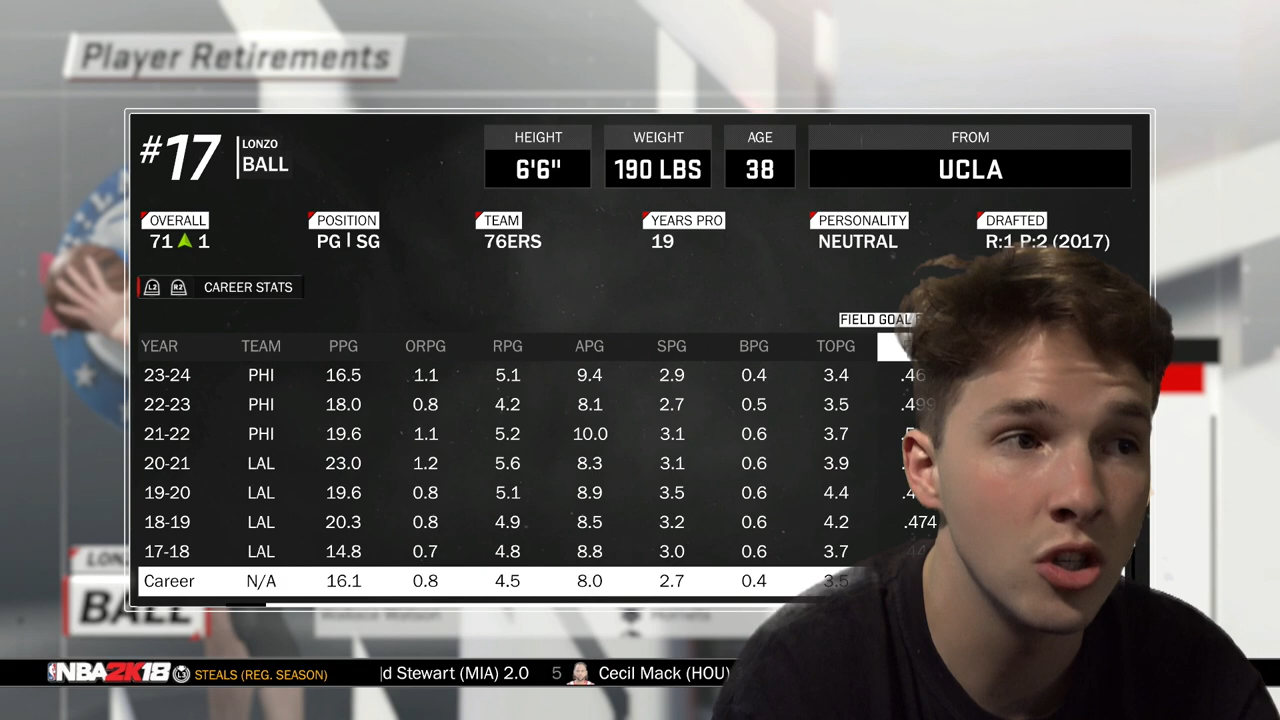 Player Retirements
#17 LONZO BALL
HEIGHT WEIGHT AGE FROM
6'6" 190 LBS 38 UCLA
OVERALL POSITION TEAM YEARS PRO PERSONALITY DRAFTED
71 1 PG | SG 76ERS 19 NEUTRAL R:1 P:2 (2017)
L2 R2 CAREER STATS
FIELD GOAL
YEAR TEAM PPG ORPG RPG APG SPG BPG TOPG
23-24 PHI 16.5 1.1 5.1 9.4 2.9 0.4 3.4 .46
22-23 PHI 18.0 0.8 4.2 8.1 2.7 0.5 3.5 .499
21-22 PHI 19.6 1.1 5.2 10.0 3.1 0.6 3.7
20-21 LAL 23.0 1.2 5.6 8.3 3.1 0.6 3.9
19-20 LAL 19.6 0.8 5.1 8.9 3.5 0.6 4.4
18-19 LAL 20.3 0.8 4.9 8.5 3.2 0.6 4.2 .474
17-18 LAL 14.8 0.7 4.8 8.8 3.0 0.6 3.7
Career N/A 16.1 0.8 4.5 8.0 2.7 0.4 3.5
BALL
NBA2K18 STEALS (REG. SEASON) d Stewart (MIA) 2.0 5 Cecil Mack (HOU)